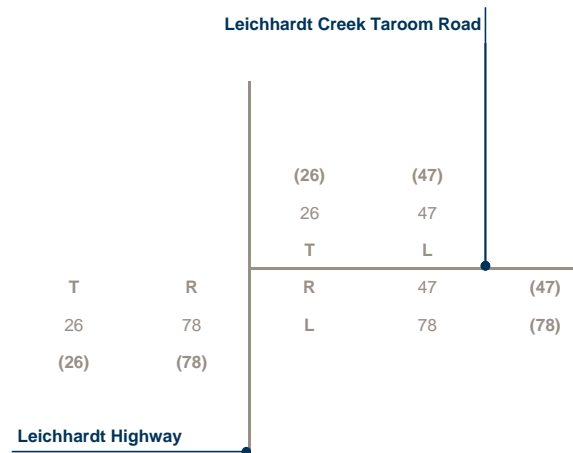 Leichhardt Creek Taroom Road
(26) (47)
26 47
T L
T R R 47 (47)
26 78 L 78 (78)
(26) (78)
Leichhardt Highway